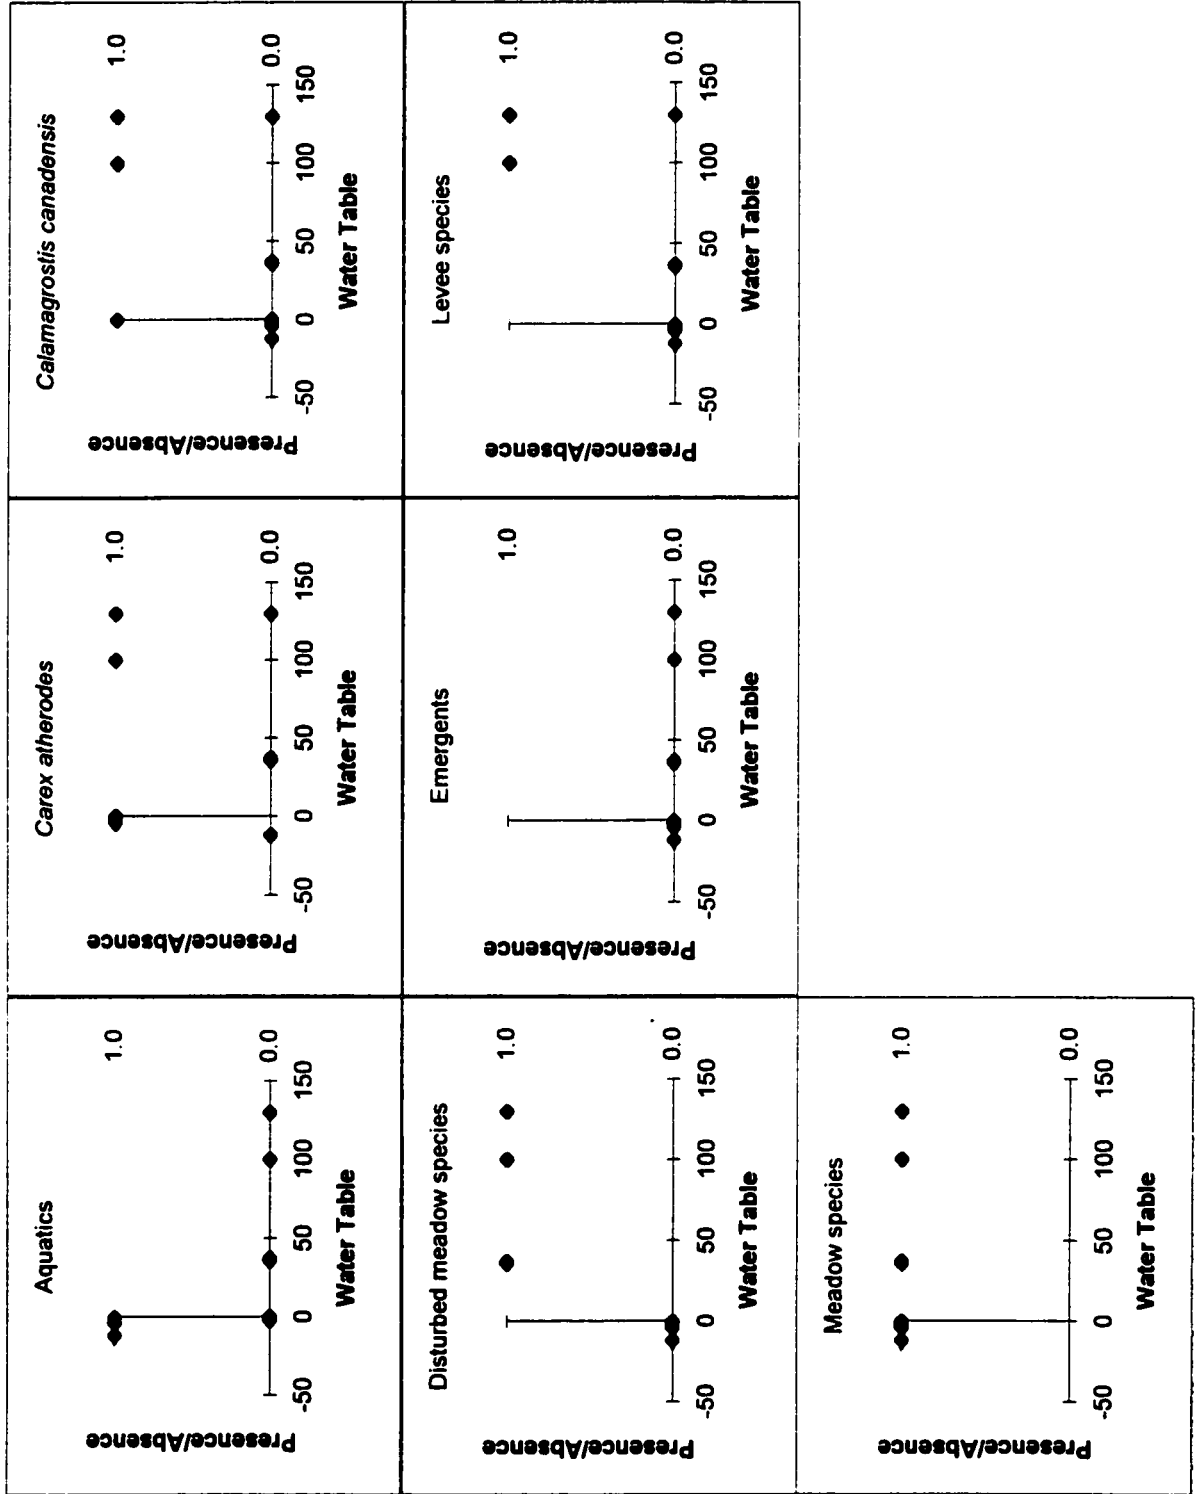 Aquatics
Presence/Absence
1.0
0.0
-50 0 50 100 150
Water Table
Carex atherodes
Presence/Absence
1.0
0.0
-50 0 50 100 150
Water Table
Calamagrostis canadensis
Presence/Absence
1.0
0.0
-50 0 50 100 150
Water Table
Disturbed meadow species
Presence/Absence
1.0
0.0
-50 0 50 100 150
Water Table
Emergents
Presence/Absence
1.0
0.0
-50 0 50 100 150
Water Table
Levee species
Presence/Absence
1.0
0.0
-50 0 50 100 150
Water Table
Meadow species
Presence/Absence
1.0
0.0
-50 0 50 100 150
Water Table